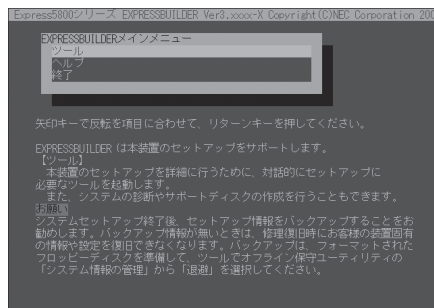 Express5800シリーズ EXPRESSBUILDER Ver3.xxxx-X Copyright(C)NEC Corporation 200
EXPRESSBUILDERメインメニュー
ツール
ヘルプ
終了
矢印キーで反転を項目に合わせて、リターンキーを押してください。
EXPRESSBUILDER は本装置のセットアップをサポートします。
【ツール】
本装置のセットアップを詳細に行うために、対話的にセットアップに
必要なツールを起動します。
また、システムの診断やサポートディスクの作成を行うこともできます。
お願い
システムセットアップ終了後、セットアップ情報をバックアップすることをお
勧めします。バックアップ情報が無いときは、修理復旧時にお客様の装置固有
の情報や設定を復旧できなくなります。バックアップは、フォーマットされた
フロッピーディスクを準備して、ツールでオフライン保守ユーティリティの
「システム情報の管理」から「退避」を選択してください。